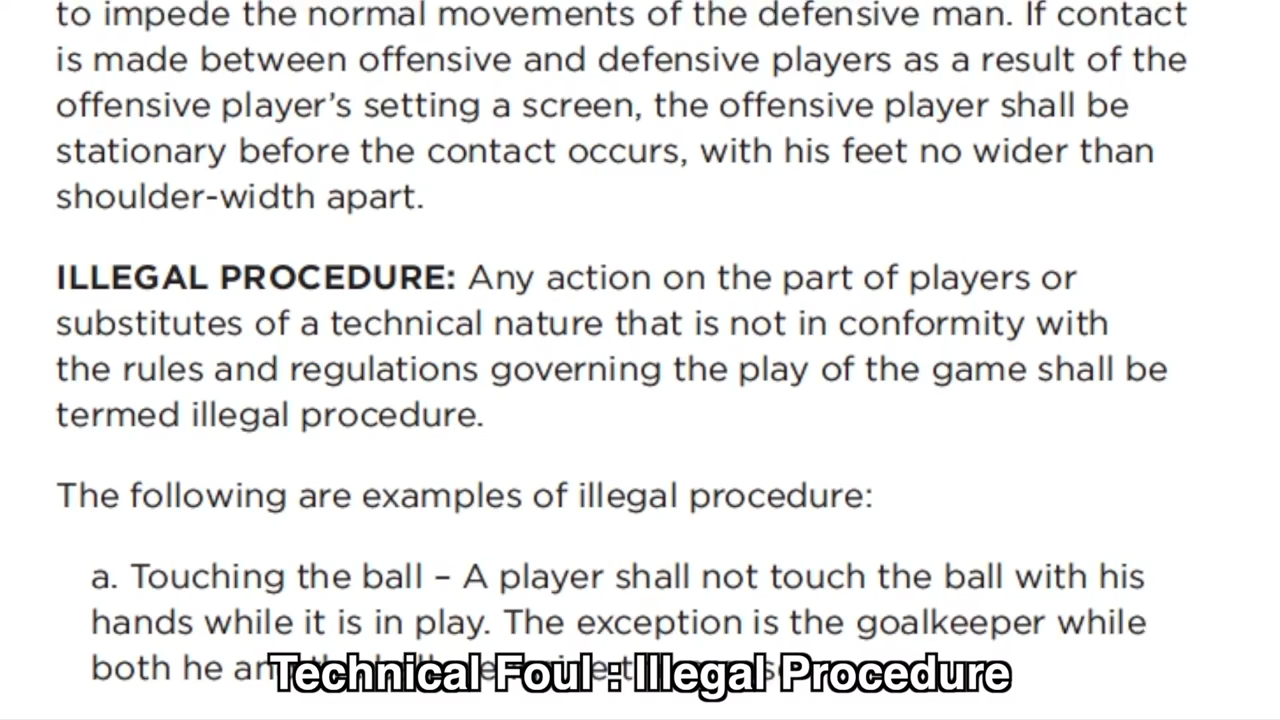 to impede the normal movements of the defensive man. If contact
is made between offensive and defensive players as a result of the
offensive player's setting a screen, the offensive player shall be
stationary before the contact occurs, with his feet no wider than
shoulder-width apart.
ILLEGAL PROCEDURE: Any action on the part of players or
substitutes of a technical nature that is not in conformity with
the rules and regulations governing the play of the game shall be
termed illegal procedure.
The following are examples of illegal procedure:
a. Touching the ball – A player shall not touch the ball with his
hands while it is in play. The exception is the goalkeeper while
both he
Technical Foul : Illegal Procedure